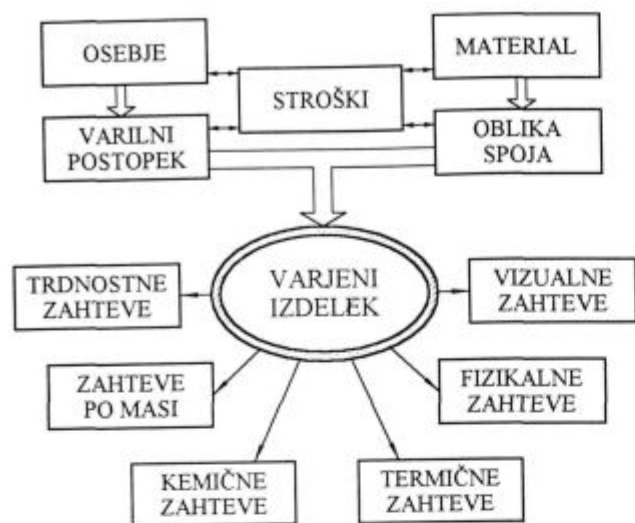 OSEBJE
MATERIAL
STROŠKI
VARILNI
POSTOPEK
OBLIKA
SPOJA
VARJENI
IZDELEK
TRDNOSTNE
ZAHTEVE
VIZUALNE
ZAHTEVE
ZAHTEVE
PO MASI
FIZIKALNE
ZAHTEVE
KEMIČNE
ZAHTEVE
TERMIČNE
ZAHTEVE